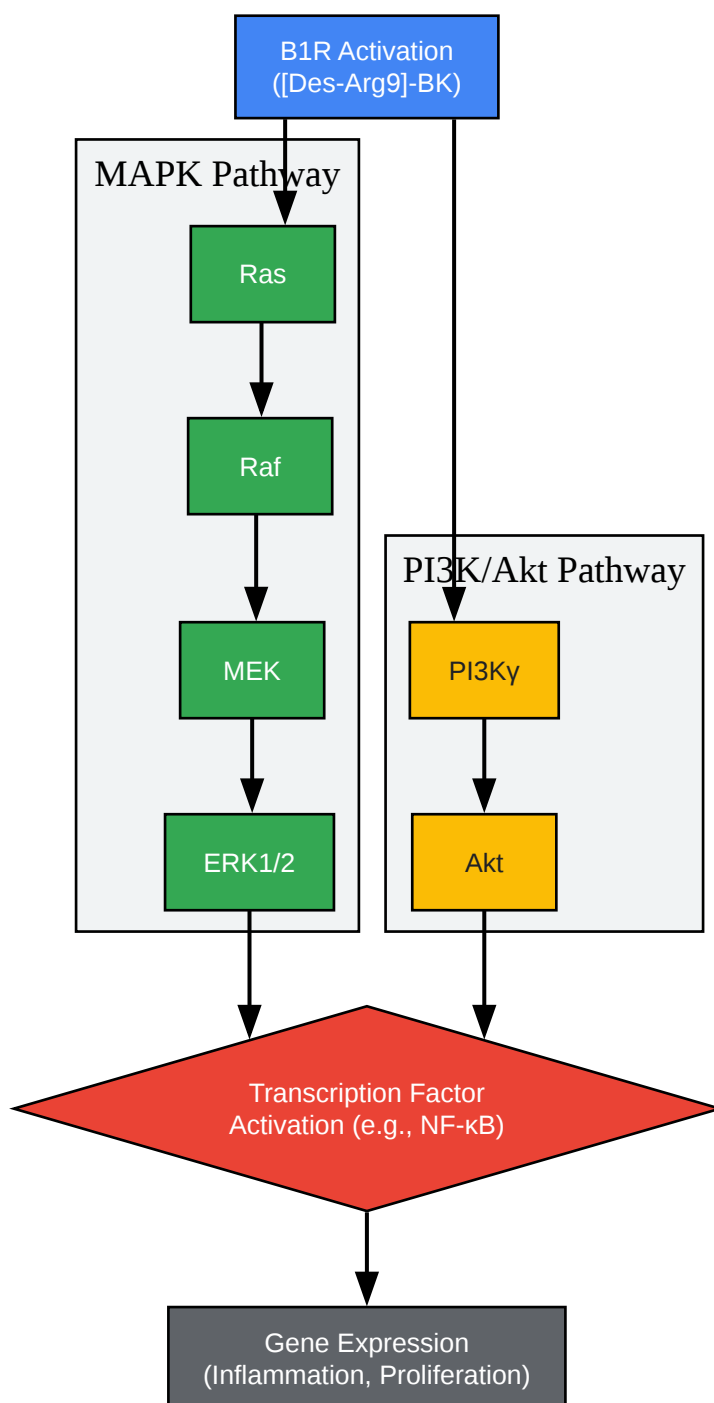 B1R Activation
([Des-Arg9]-BK)
MAPK Pathway
Ras
Raf
MEK
ERK1/2
PI3K/Akt Pathway
PI3Kγ
Akt
Transcription Factor
Activation (e.g., NF-κB)
Gene Expression
(Inflammation, Proliferation)